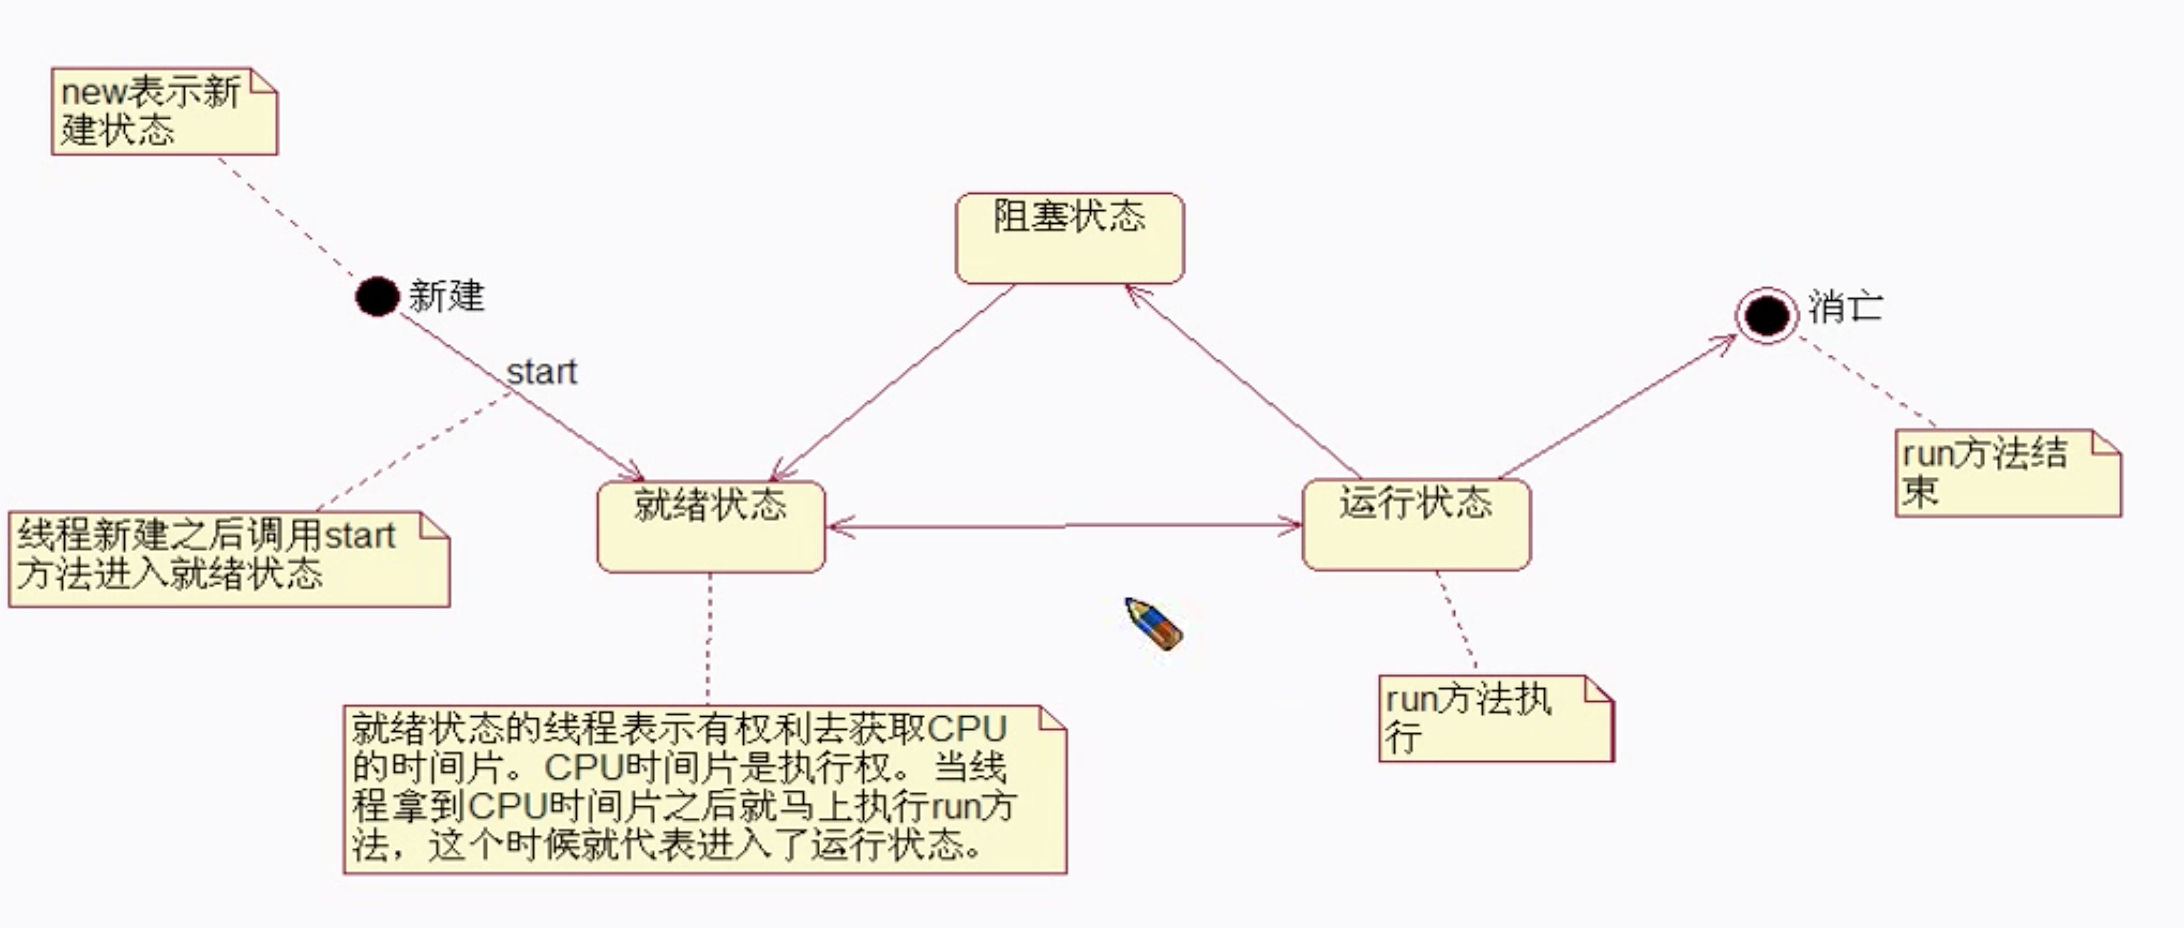 new表示新
建状态
阻塞状态
新建
消亡
start
run方法结
束
就绪状态
运行状态
线程新建之后调用start
方法进入就绪状态
run方法执
行
就绪状态的线程表示有权利去获取CPU
的时间片。CPU时间片是执行权。当线
程拿到CPU时间片之后就马上执行run方
法，这个时候就代表进入了运行状态。